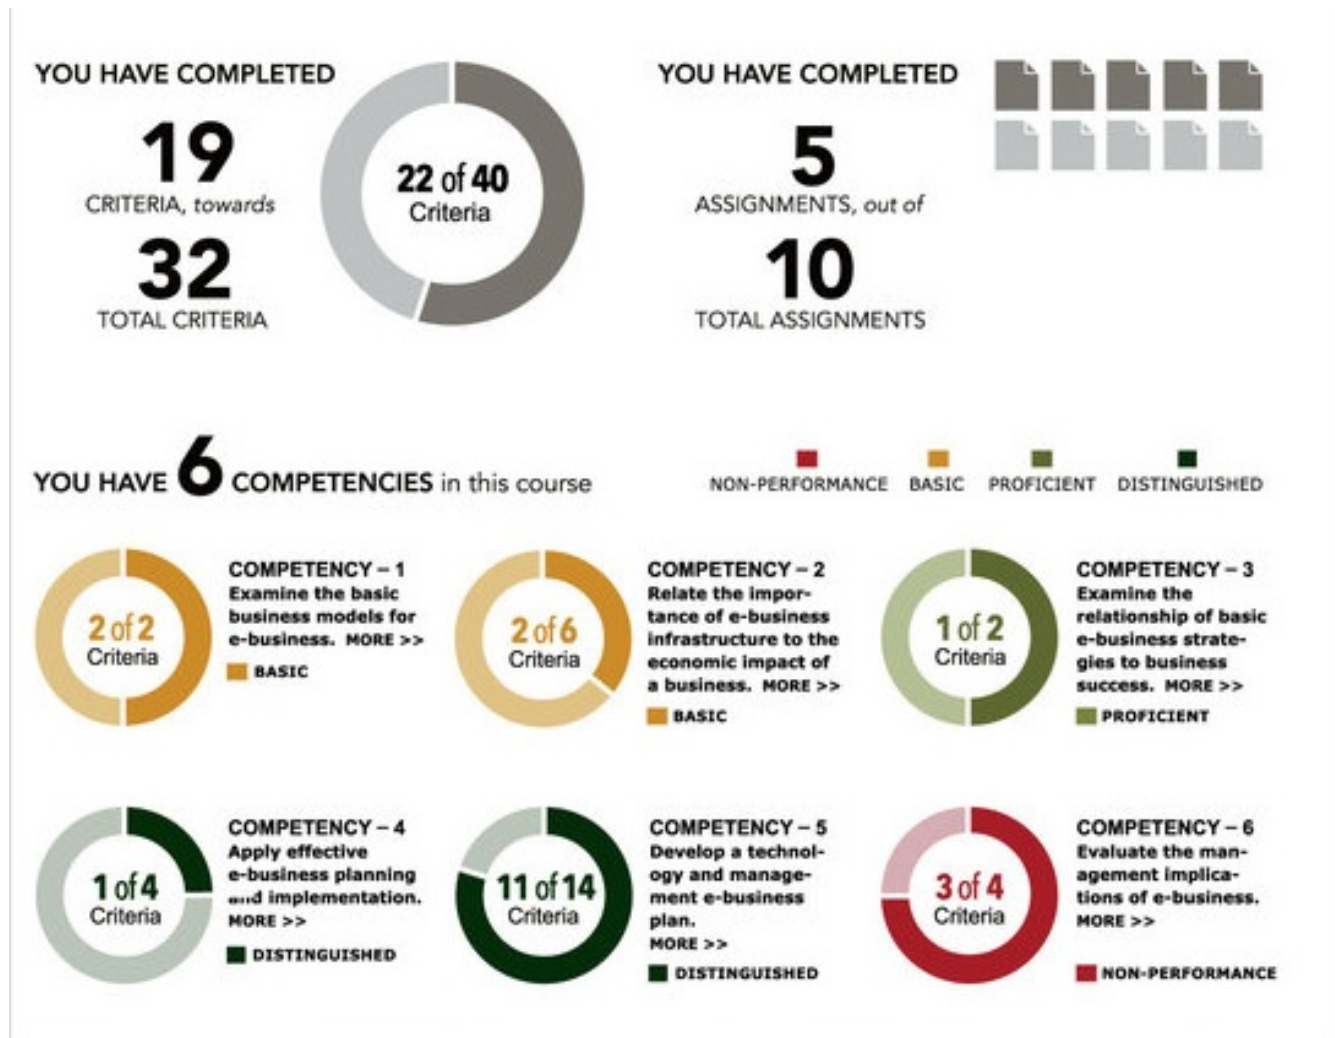 YOU HAVE COMPLETED
19
CRITERIA, towards
32
TOTAL CRITERIA
22 of 40
Criteria
YOU HAVE COMPLETED
5
ASSIGNMENTS, out of
10
TOTAL ASSIGNMENTS
YOU HAVE 6 COMPETENCIES in this course
NON-PERFORMANCE BASIC PROFICIENT DISTINGUISHED
2 of 2
Criteria
COMPETENCY – 1
Examine the basic
business models for
e-business. MORE >>
BASIC
2 of 6
Criteria
COMPETENCY – 2
Relate the impor-
tance of e-business
infrastructure to the
economic impact of
a business. MORE >>
BASIC
1 of 2
Criteria
COMPETENCY – 3
Examine the
relationship of basic
e-business strate-
gies to business
success. MORE >>
PROFICIENT
1 of 4
Criteria
COMPETENCY – 4
Apply effective
e-business planning
and implementation.
MORE >>
DISTINGUISHED
11 of 14
Criteria
COMPETENCY – 5
Develop a technol-
ogy and manage-
ment e-business
plan.
MORE >>
DISTINGUISHED
3 of 4
Criteria
COMPETENCY – 6
Evaluate the man-
agement implica-
tions of e-business.
MORE >>
NON-PERFORMANCE